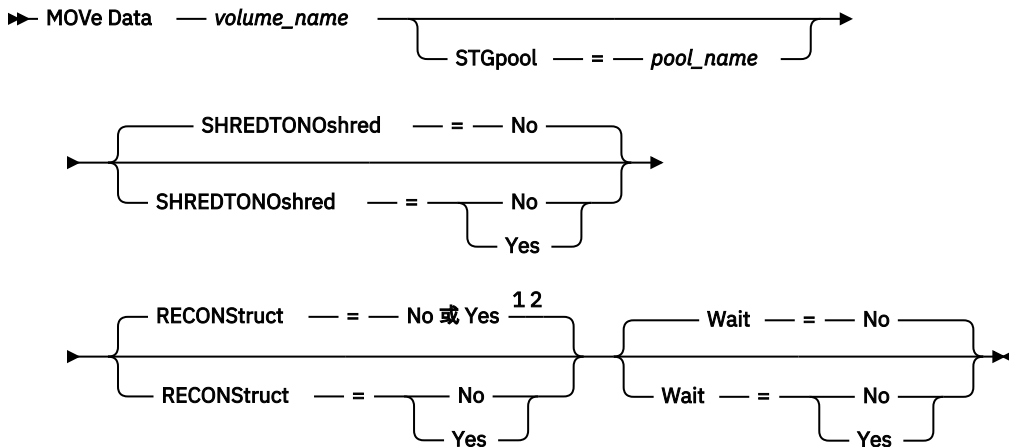 MOVe Data — volume_name
STGpool — = — pool_name
SHREDTONOshred — = — No
SHREDTONOshred — = — No
Yes
1 2
RECONStruct — = — No 或 Yes
Wait — = — No
RECONStruct — = — No
Yes
Wait — = — No
Yes